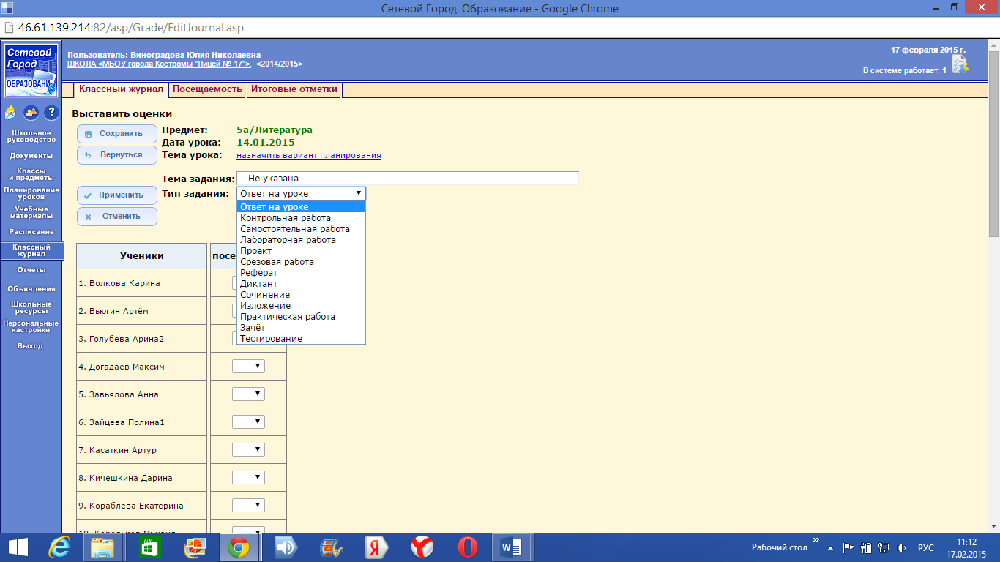 Сетевой Город. Образование - Google Chrome
46.61.139.214:82/asp/Grade/EditJournal.asp
Сетевой
Город
ОБРАЗОВАНИЕ
Пользователь: Виноградова Юлия Николаевна
ШКОЛА <МБОУ города Костромы "Лицей № 17">, <2014/2015>
17 февраля 2015 г.
В системе работает: 1
Классный журнал
Посещаемость
Итоговые отметки
Школьное
руководство
Документы
Классы
и предметы
Планирование
уроков
Учебные
материалы
Расписание
Классный
журнал
Отчеты
Объявления
Школьные
ресурсы
Персональные
настройки
Выход
Выставить оценки
Сохранить
Вернуться
Предмет: 5а/Литература
Дата урока: 14.01.2015
Тема урока: назначить вариант планирования
Тема задания: ---Не указана---
Применить
Отменить
Тип задания: Ответ на уроке
Ответ на уроке
Контрольная работа
Самостоятельная работа
Лабораторная работа
Проект
Срезовая работа
Реферат
Диктант
Сочинение
Изложение
Практическая работа
Зачёт
Тестирование
Ученики
посе
1. Волкова Карина
2. Вьюгин Артём
3. Голубева Арина2
4. Догадаев Максим
5. Завьялова Анна
6. Зайцева Полина1
7. Касаткин Артур
8. Кичешкина Дарина
9. Кораблева Екатерина
Рабочий стол
РУС
11:12
17.02.2015